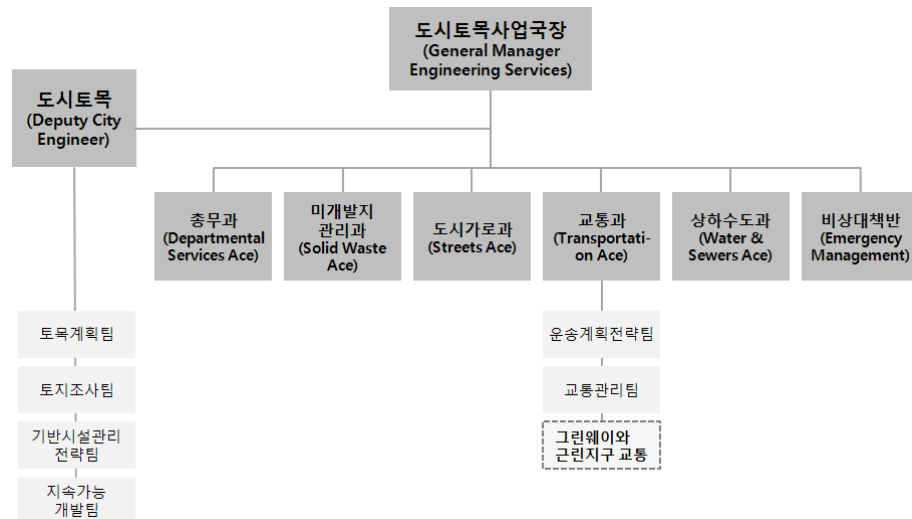 도시토목사업국장
(General Manager
Engineering Services)
도시토목
(Deputy City
Engineer)
총무과
(Departmental
Services Ace)
미개발지
관리과
(Solid Waste
Ace)
도시가로과
(Streets Ace)
교통과
(Transportati-
on Ace)
상하수도과
(Water &
Sewers Ace)
비상대책반
(Emergency
Management)
토목계획팀
토지조사팀
기반시설관리
전략팀
지속가능
개발팀
운송계획전략팀
교통관리팀
그린웨이와
근린지구 교통